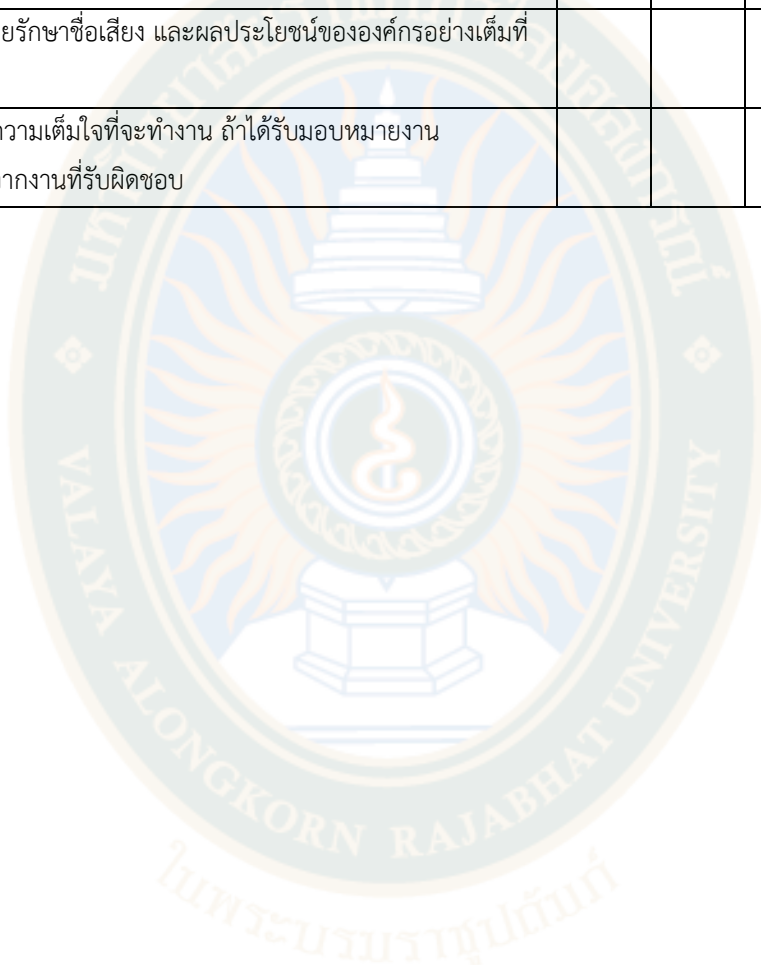 ยรักษาชื่อเสียง และผลประโยชน์ขององค์กรอย่างเต็มที่
ความเต็มใจที่จะทำงาน ถ้าได้รับมอบหมายงาน
ากงานที่รับผิดชอบ
VALAYA ALONGKORN RAJABHAT UNIVERSITY
ในพระบรมราชูปถัมภ์